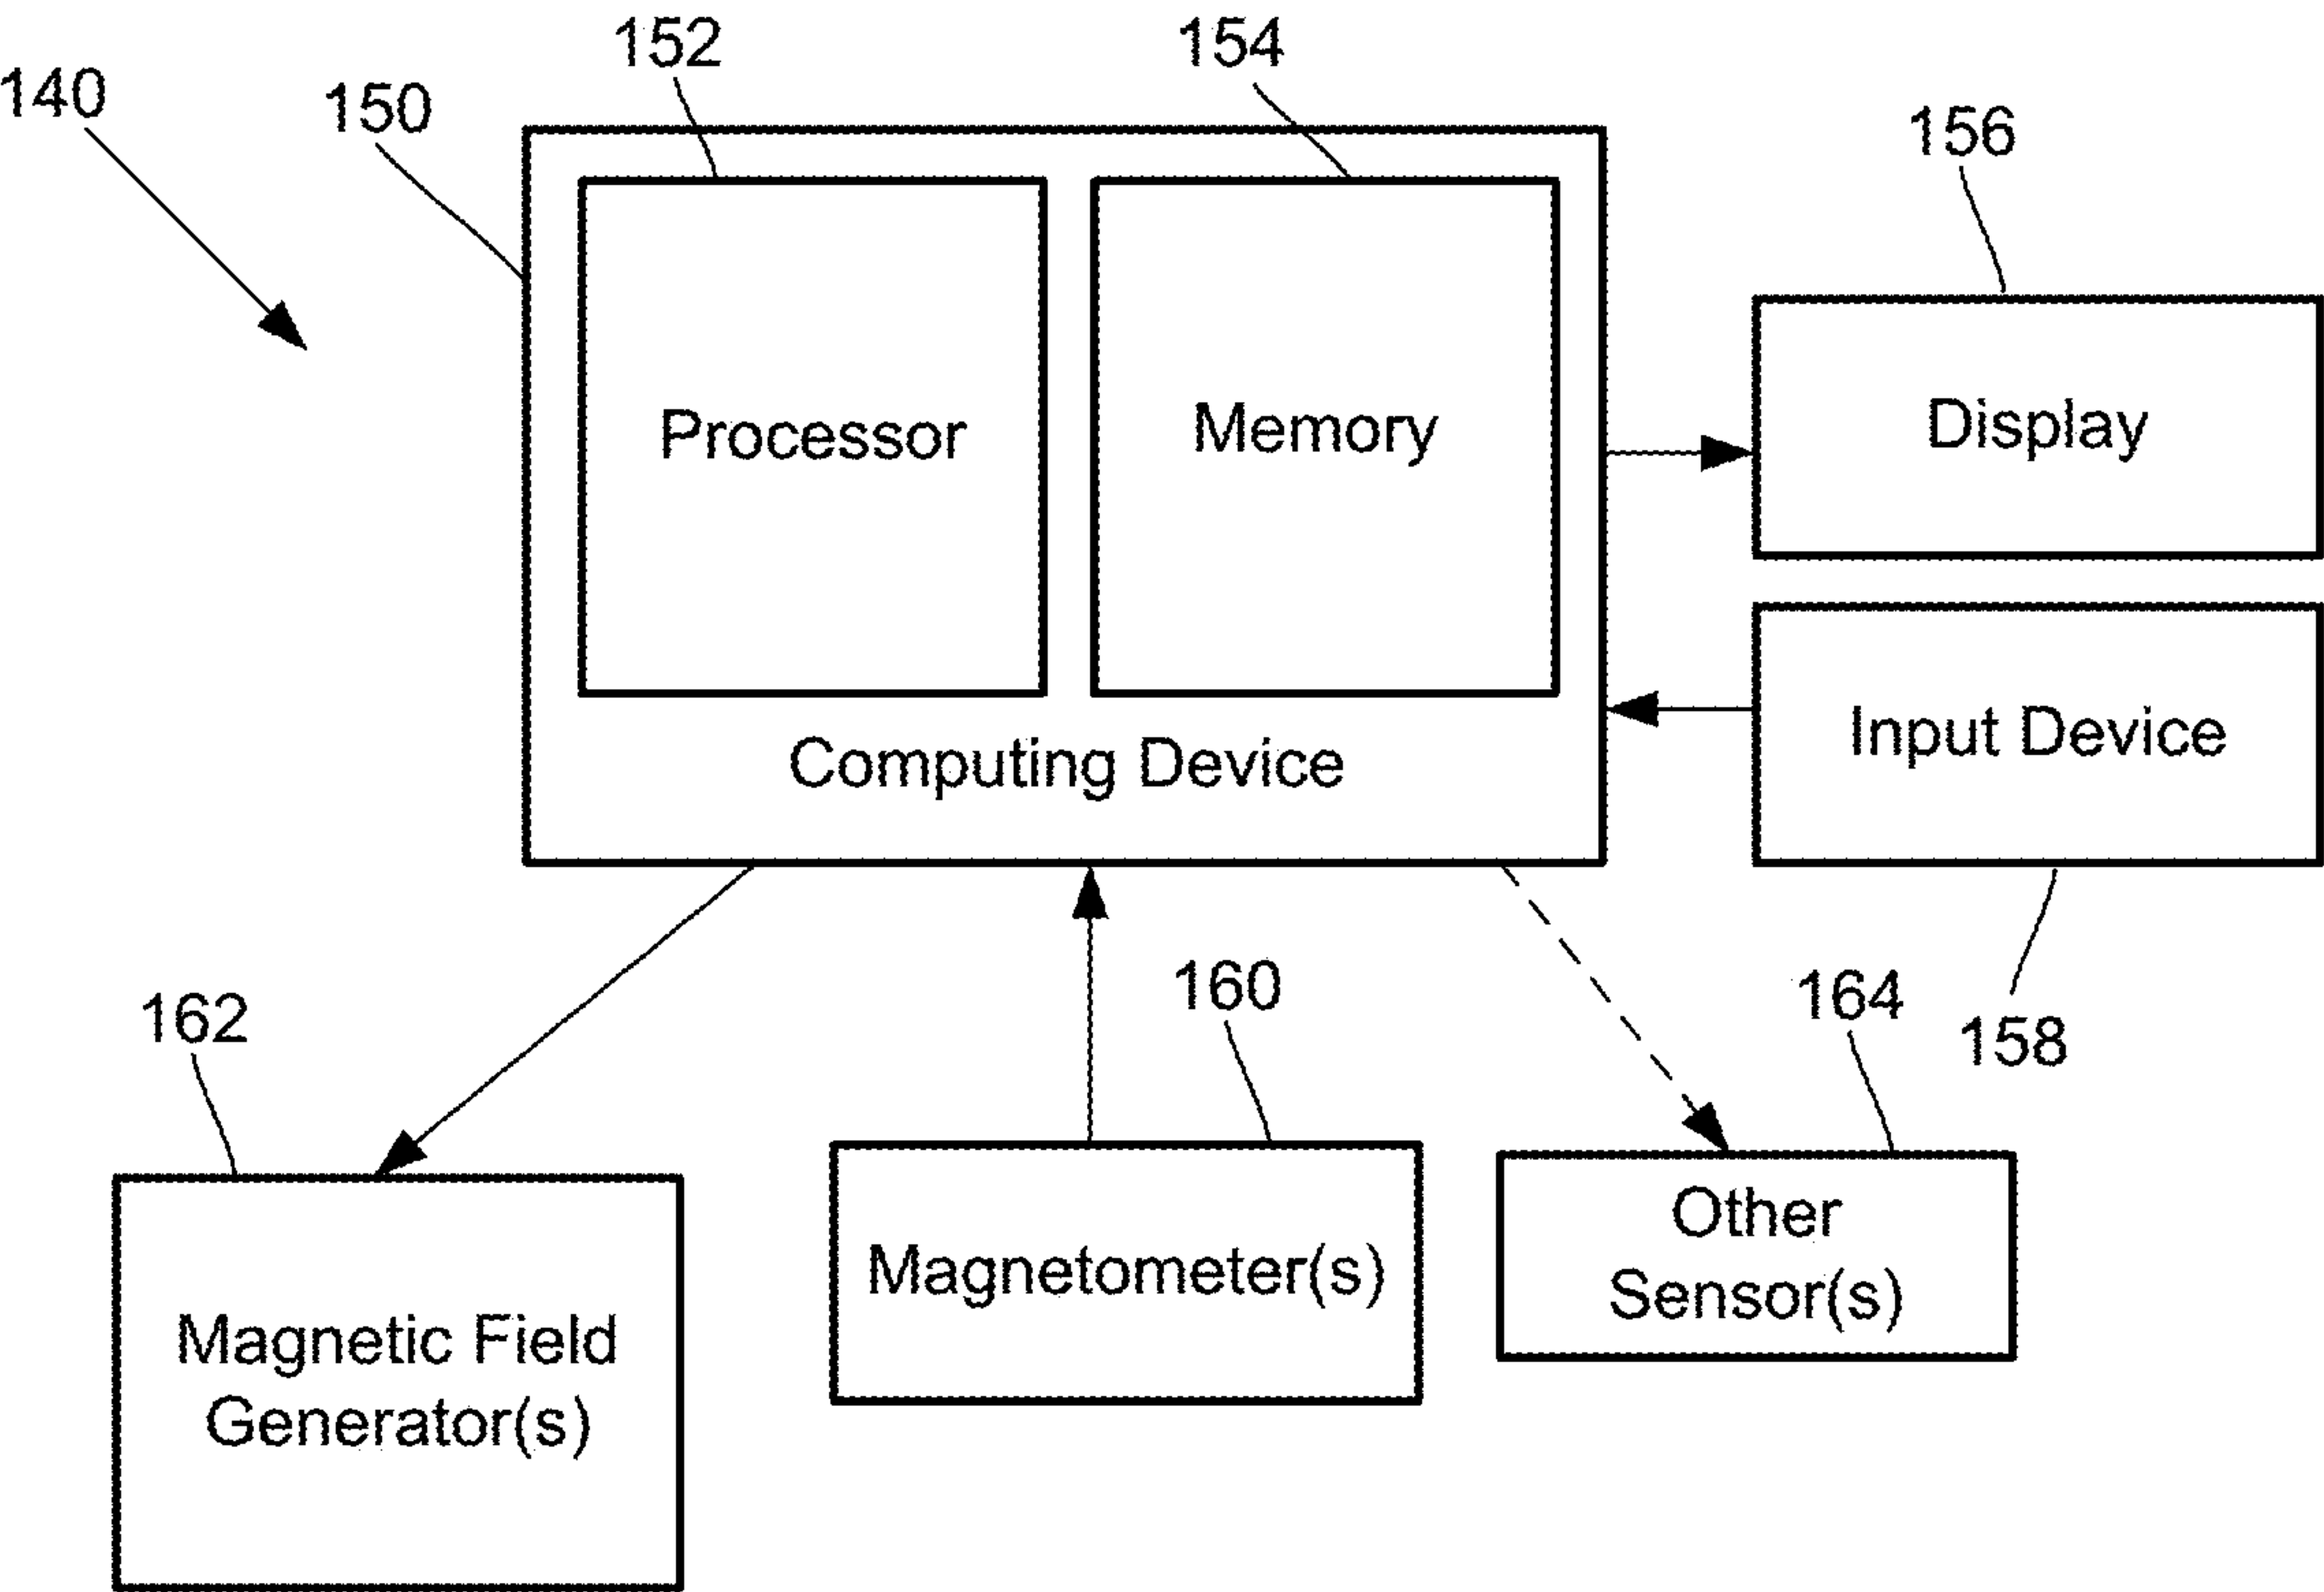 152
154
140
150
156
Processor
Memory
Display
Input Device
Computing Device
160
164
162
158
Other
Sensor(s)
Magnetometer(s)
Magnetic Field
Generator(s)